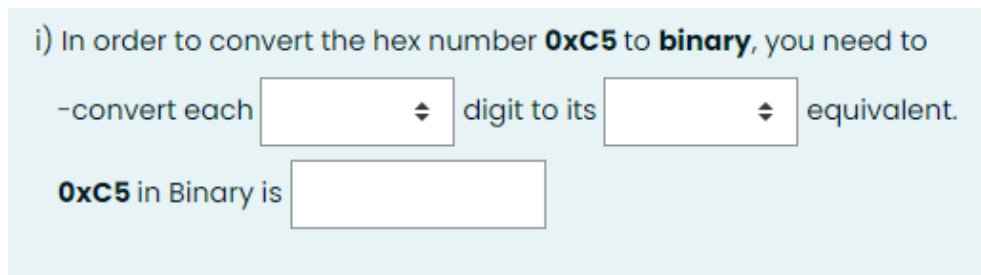 i) In order to convert the hex number 0xC5 to binary, you need to
-convert each digit to its equivalent.
0xC5 in Binary is